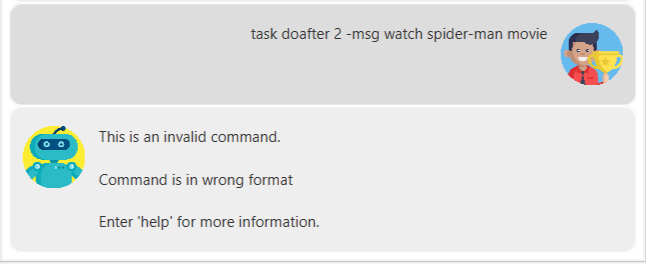 task doafter 2 -msg watch spider-man movie
This is an invalid command.
Command is in wrong format
Enter 'help' for more information.